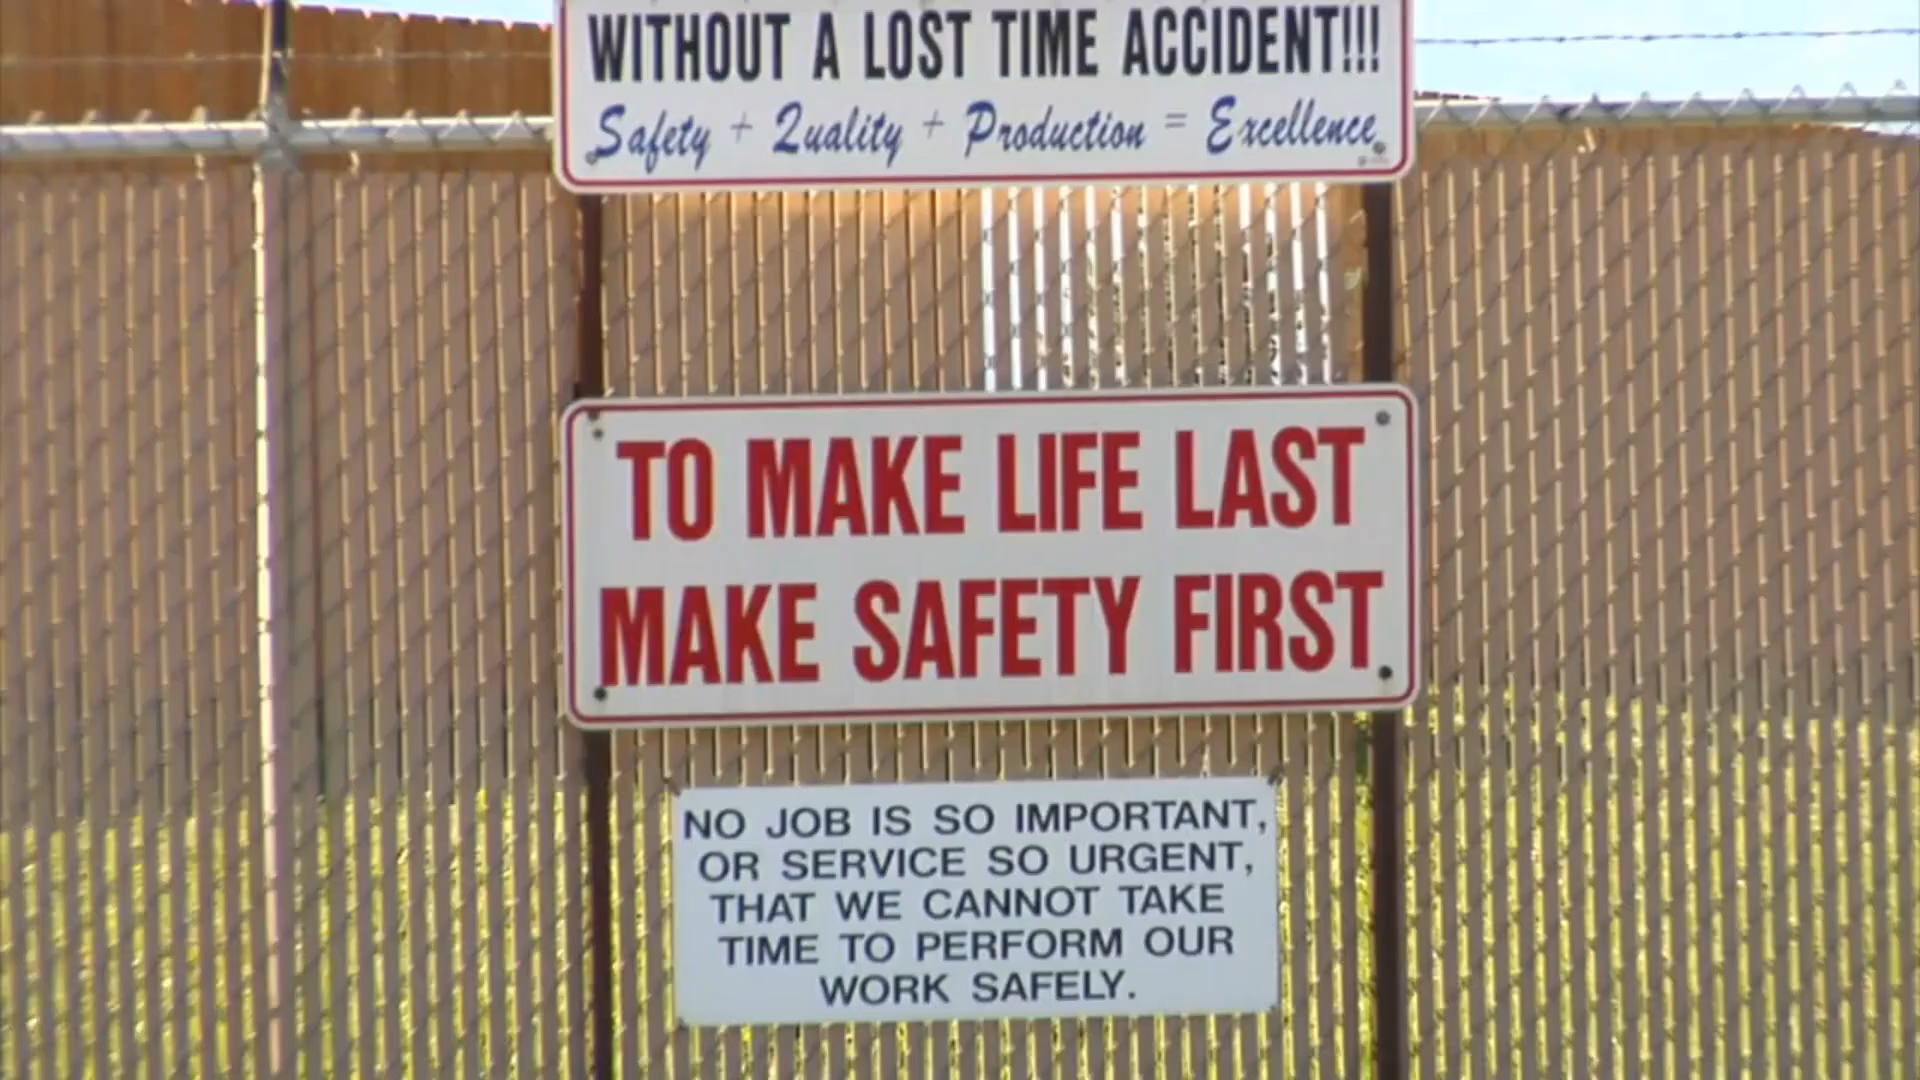 WITHOUT A LOST TIME ACCIDENT!!!
Safety + Quality + Production = Excellence
TO MAKE LIFE LAST
MAKE SAFETY FIRST
NO JOB IS SO IMPORTANT,
OR SERVICE SO URGENT,
THAT WE CANNOT TAKE
TIME TO PERFORM OUR
WORK SAFELY.